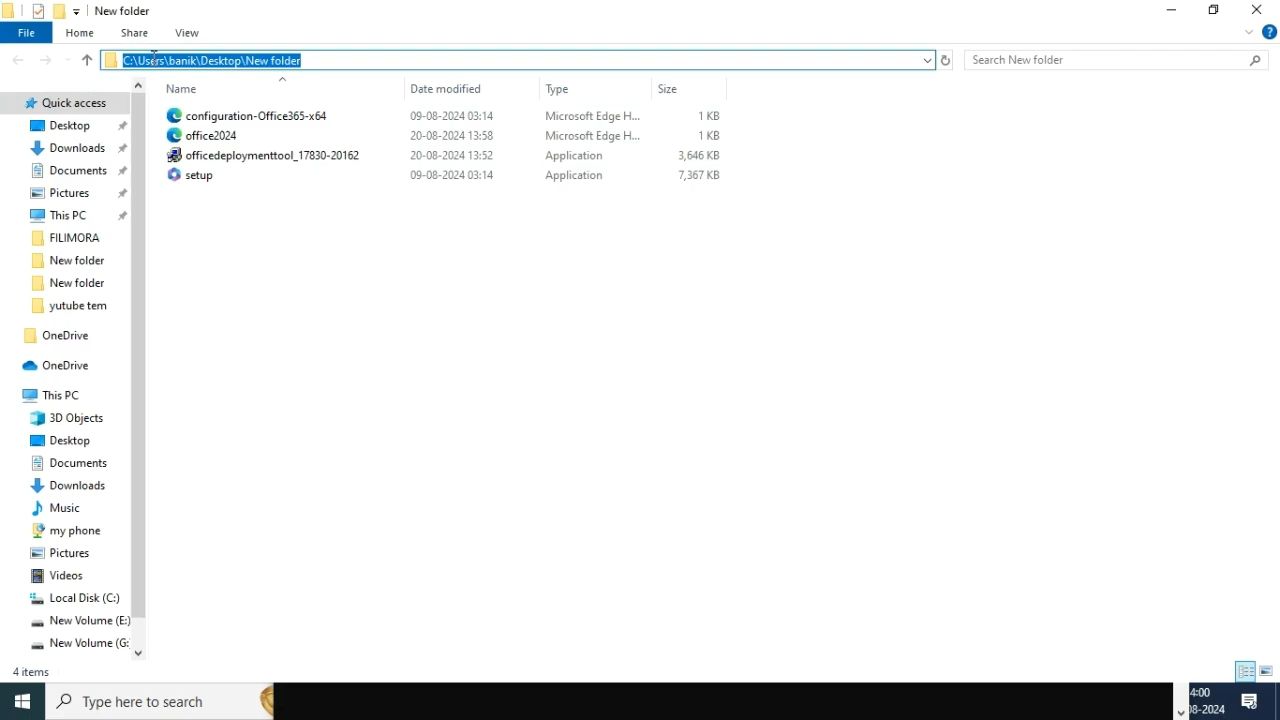 New folder
File Home Share View
C:\Users\banik\Desktop\New folder
Search New folder
Name Date modified Type Size
configuration-Office365-x64 09-08-2024 03:14 Microsoft Edge H... 1 KB
office2024 20-08-2024 13:58 Microsoft Edge H... 1 KB
officedeploymenttool_17830-20162 20-08-2024 13:52 Application 3,646 KB
setup 09-08-2024 03:14 Application 7,367 KB
Quick access
Desktop
Downloads
Documents
Pictures
This PC
FILIMORA
New folder
New folder
yutube tem
OneDrive
OneDrive
This PC
3D Objects
Desktop
Documents
Downloads
Music
my phone
Pictures
Videos
Local Disk (C:)
New Volume (E:)
New Volume (G:
4 items
Type here to search
4:00
08-2024